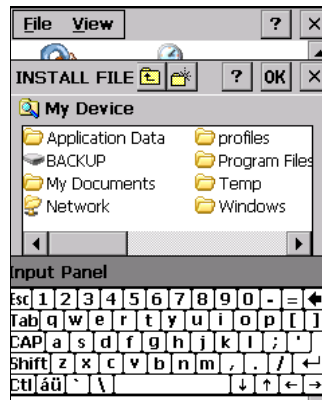 File View ? ×
INSTALL FILE ? OK ×
My Device
Application Data profiles
BACKUP Program Files
My Documents Temp
Network Windows
Input Panel
Esc 1 2 3 4 5 6 7 8 9 0 - =
Tab q w e r t y u i o p [ ]
CAP a s d f g h j k l ; '
Shift z x c v b n m , . /
Ctl áü ` \ ↓ ↑ ← →